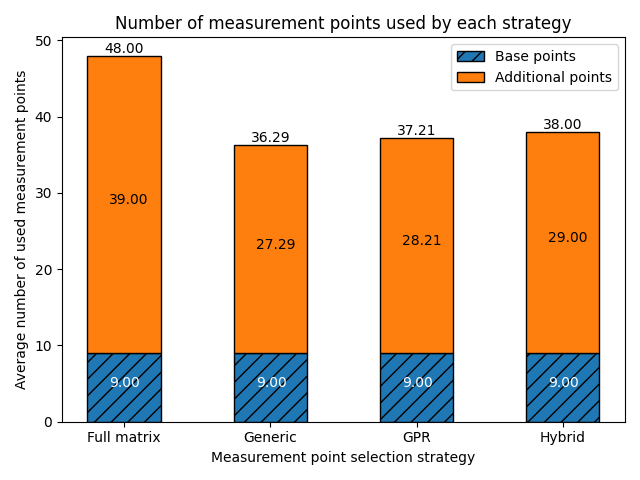 Number of measurement points used by each strategy
Average number of used measurement points
50
40
30
20
10
0
Base points
Additional points
48.00
36.29
37.21
38.00
39.00
27.29
28.21
29.00
9.00
9.00
9.00
9.00
Full matrix
Generic
GPR
Hybrid
Measurement point selection strategy